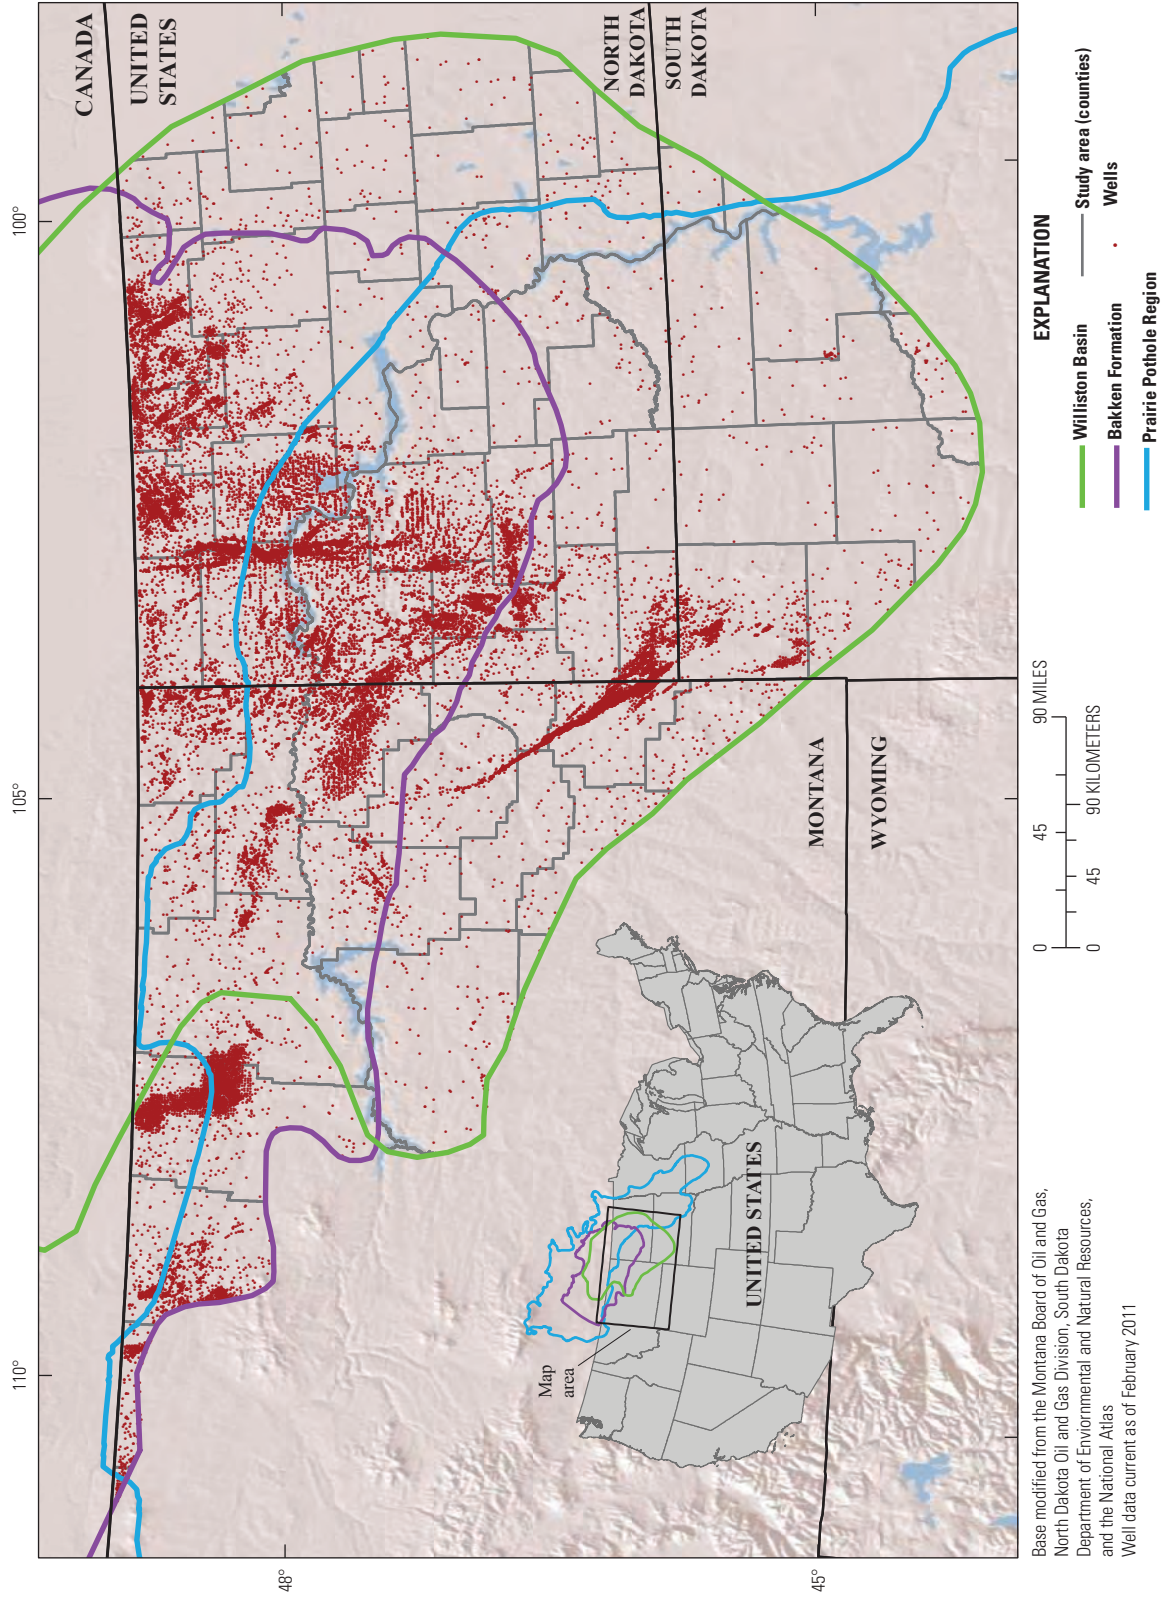 110°
105°
100°
48°
45°
CANADA
UNITED
STATES
NORTH
DAKOTA
SOUTH
DAKOTA
MONTANA
WYOMING
Map
area
UNITED STATES
0 45 90 MILES
0 45 90 KILOMETERS
Base modified from the Montana Board of Oil and Gas,
North Dakota Oil and Gas Division, South Dakota
Department of Enviornmental and Natural Resources,
and the National Atlas
Well data current as of February 2011
EXPLANATION
Williston Basin
Bakken Formation
Prairie Pothole Region
Study area (counties)
Wells